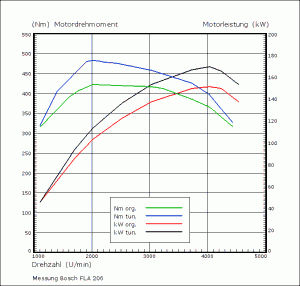 (Nm) Motordrehmoment Motorleistung (kW)
550 200
500 180
450 160
400 140
350 120
300 100
250 80
200 60
150 40
100 20
50 0
0
Nm org.
Nm tun.
kW org.
kW tun.
1000 2000 3000 4000 5000
Drehzahl (U/min)
Messung Bosch FLA 206